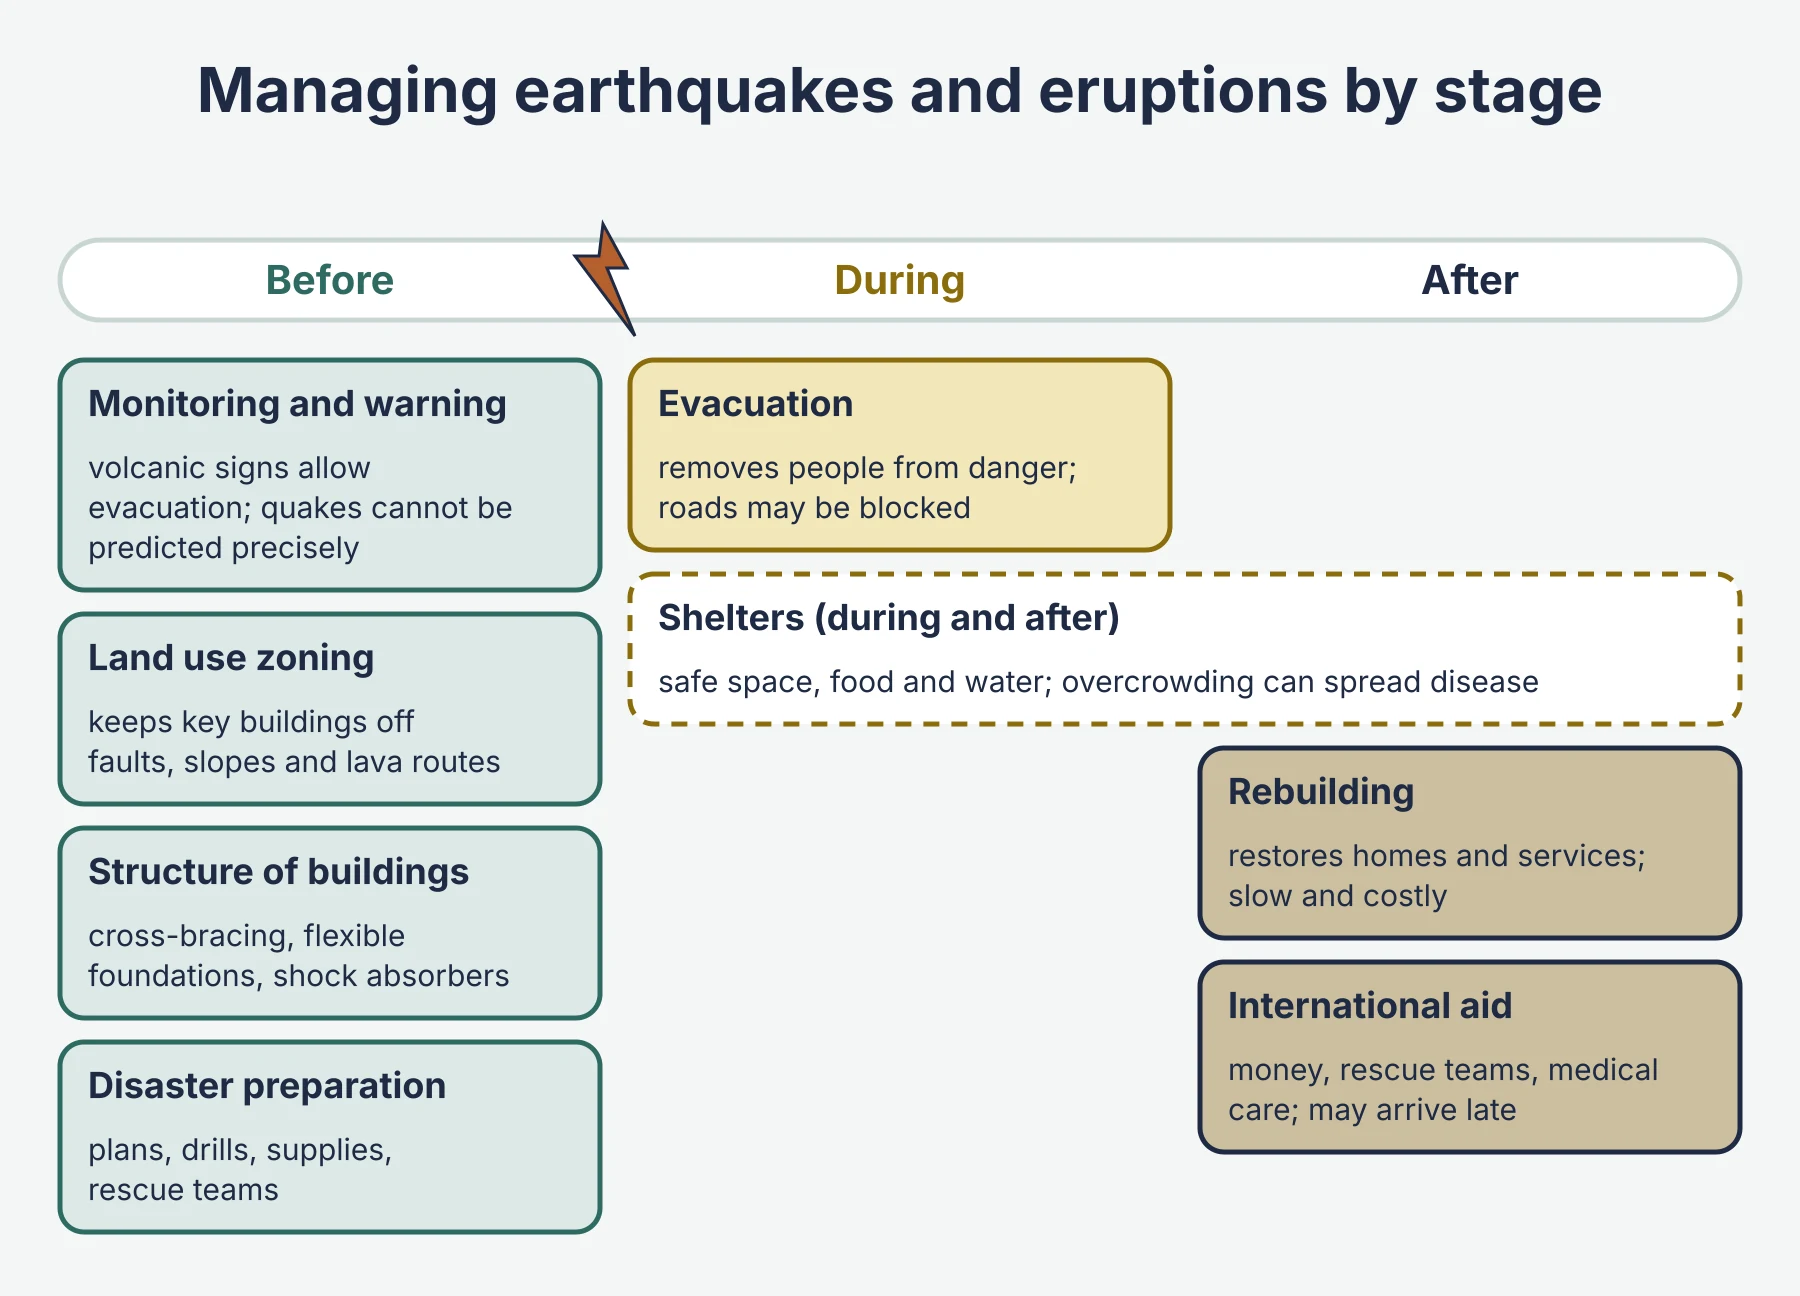 Managing earthquakes and eruptions by stage
Before
During
After
Monitoring and warning
volcanic signs allow
evacuation; quakes cannot be
predicted precisely
Land use zoning
keeps key buildings off
faults, slopes and lava routes
Structure of buildings
cross-bracing, flexible
foundations, shock absorbers
Disaster preparation
plans, drills, supplies,
rescue teams
Evacuation
removes people from danger;
roads may be blocked
Shelters (during and after)
safe space, food and water; overcrowding can spread disease
Rebuilding
restores homes and services;
slow and costly
International aid
money, rescue teams, medical
care; may arrive late